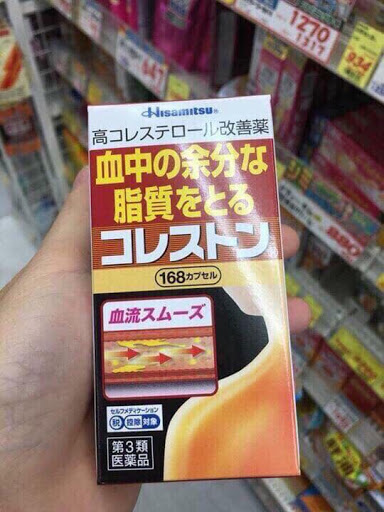 Hisamitsu®
高コレステロール改善薬
血中の余分な
脂質をとる
コレストン
168カプセル
血流スムーズ
セルフメディケーション
税 控除 対象
第3類
医薬品
1270
1317
934